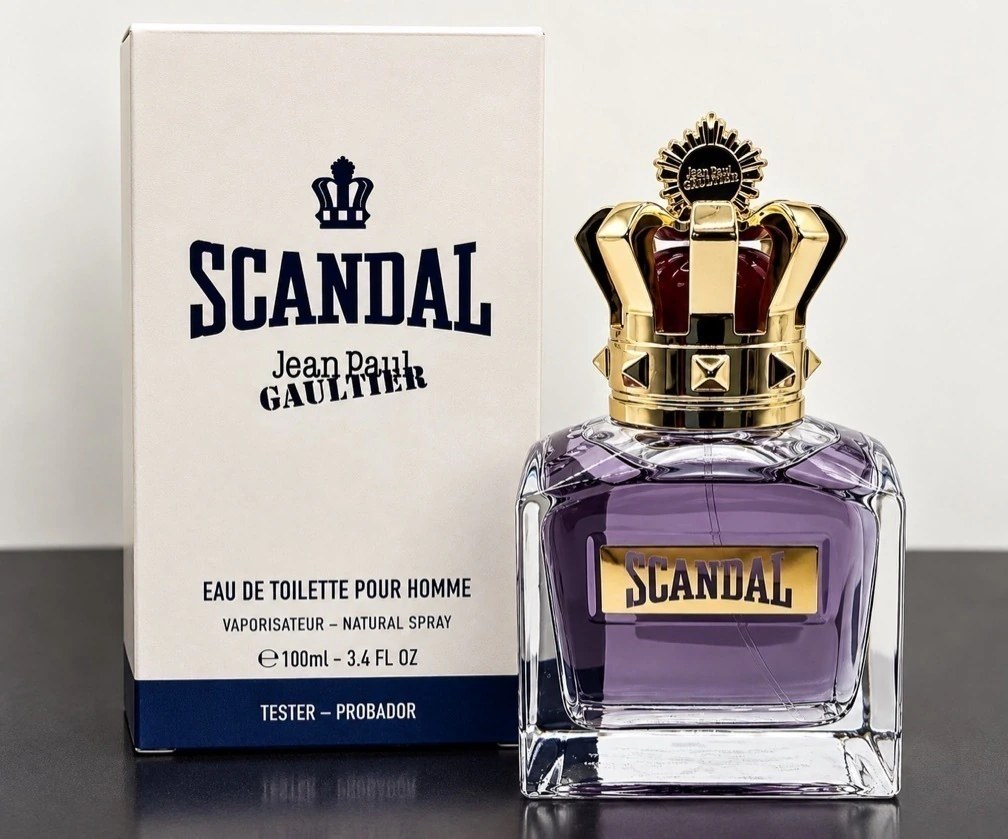 SCANDAL
Jean Paul
GAULTIER
EAU DE TOILETTE POUR HOMME
VAPORISATEUR – NATURAL SPRAY
℮100ml - 3.4 FL OZ
TESTER – PROBADOR
Jean Paul
GAULTIER
SCANDAL